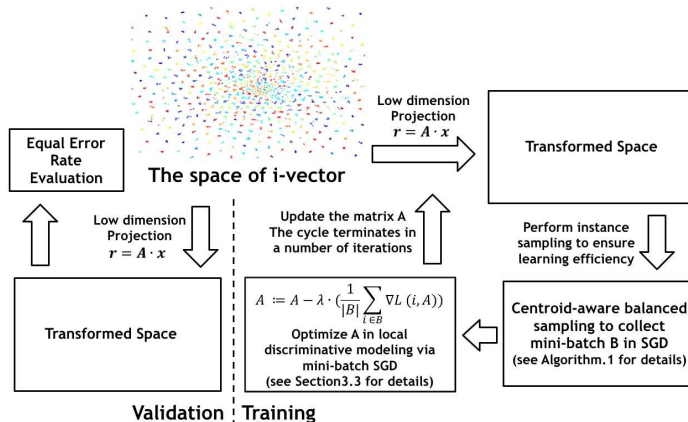 Equal Error
Rate
Evaluation
The space of i-vector
Low dimension
Projection
r = A · x
Transformed Space
Low dimension
Projection
r = A · x
Update the matrix A
The cycle terminates in
a number of iterations
Perform instance
sampling to ensure
learning efficiency
Transformed Space
A := A − λ · (1/|B| ∑ i∈B ∇L (i, A))
Optimize A in local
discriminative modeling via
mini-batch SGD
(see Section3.3 for details)
Centroid-aware balanced
sampling to collect
mini-batch B in SGD
(see Algorithm.1 for details)
Validation
Training